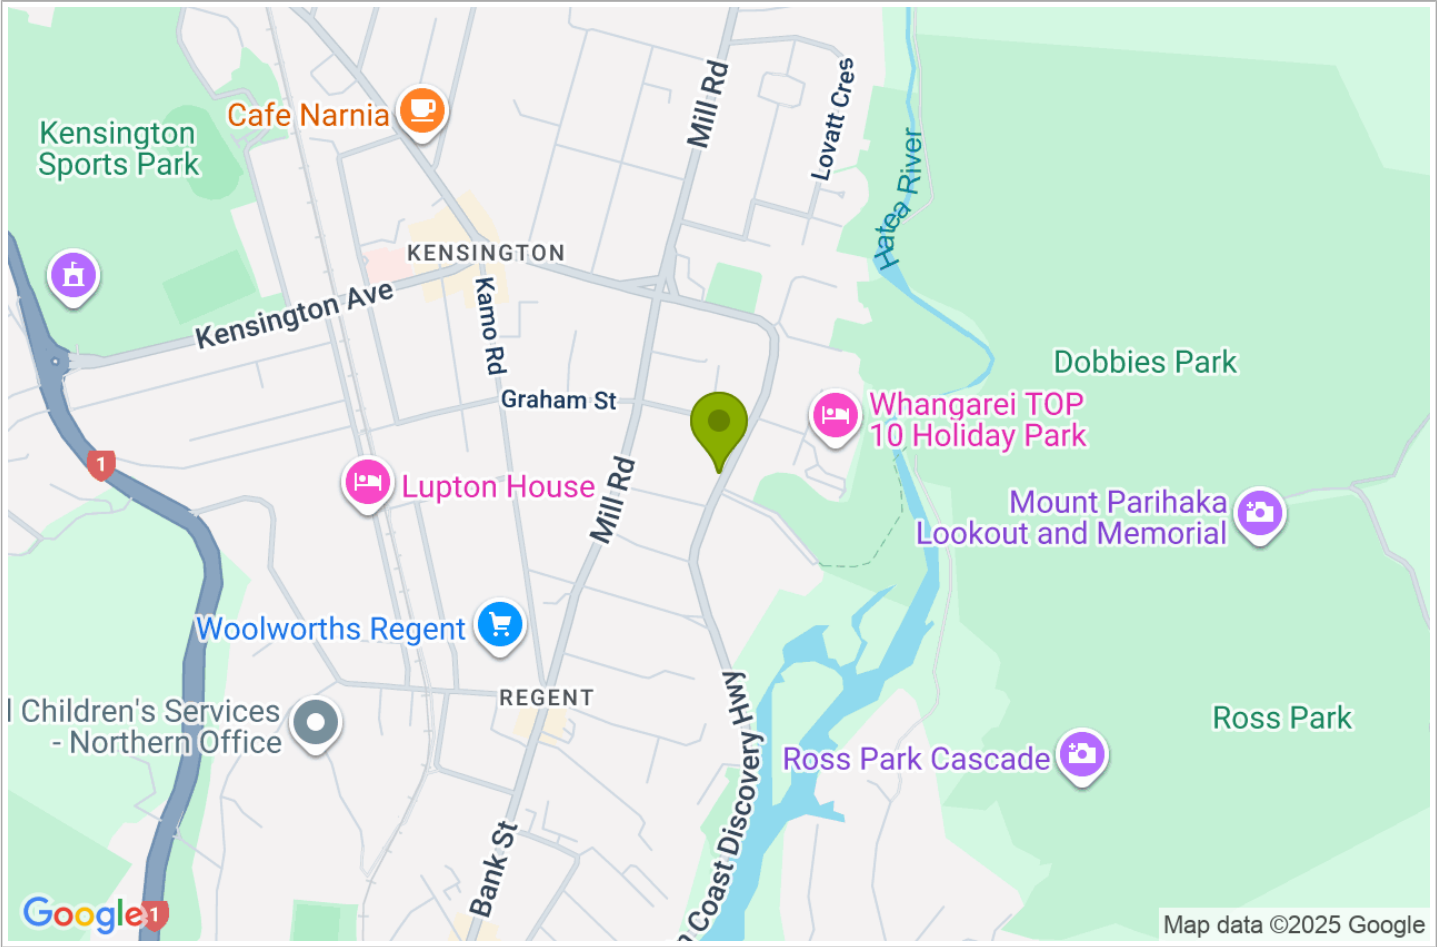 Mill Rd
Lovatt Cres
Cafe Narnia
Kensington
Sports Park
Hatea River
KENSINGTON
Kensington Ave
Kamo Rd
Dobbies Park
Graham St
Whangarei TOP
10 Holiday Park
1
Lupton House
Mill Rd
Mount Parihaka
Lookout and Memorial
Woolworths Regent
REGENT
l Children's Services
- Northern Office
Coast Discovery Hwy
Ross Park
Ross Park Cascade
Bank St
Google
1
Map data ©2025 Google